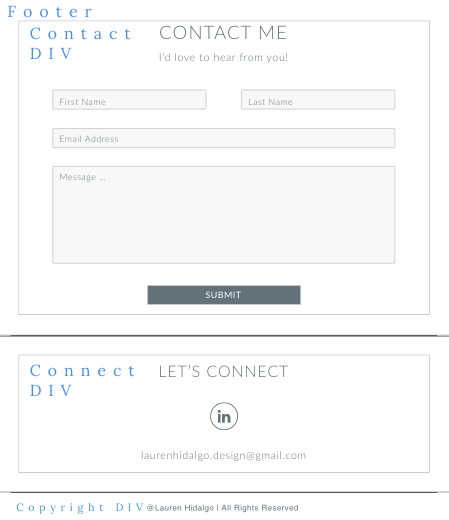 Footer
Contact DIV
CONTACT ME
I'd love to hear from you!
First Name
Last Name
Email Address
Message ...
SUBMIT
Connect DIV
LET'S CONNECT
in
laurenhidalgo.design@gmail.com
Copyright DIV @Lauren Hidalgo | All Rights Reserved